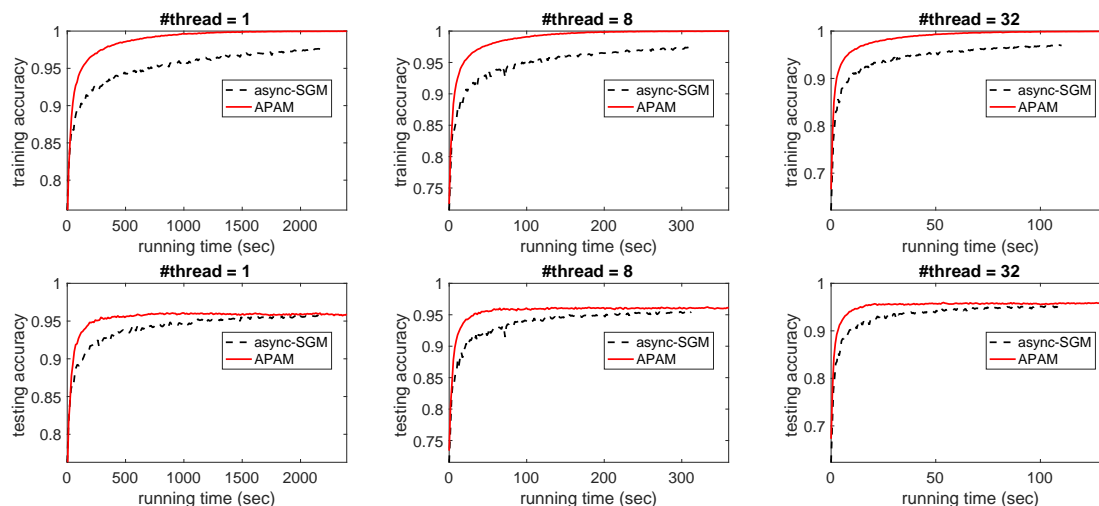 #thread = 1
1
0.95
0.9
0.85
0.8
training accuracy
async-SGM
APAM
0 500 1000 1500 2000
running time (sec)
#thread = 8
1
0.95
0.9
0.85
0.8
0.75
training accuracy
async-SGM
APAM
0 100 200 300
running time (sec)
#thread = 32
1
0.9
0.8
0.7
training accuracy
async-SGM
APAM
0 50 100
running time (sec)
#thread = 1
1
0.95
0.9
0.85
0.8
testing accuracy
async-SGM
APAM
0 500 1000 1500 2000
running time (sec)
#thread = 8
1
0.95
0.9
0.85
0.8
0.75
testing accuracy
async-SGM
APAM
0 100 200 300
running time (sec)
#thread = 32
1
0.9
0.8
0.7
testing accuracy
async-SGM
APAM
0 50 100
running time (sec)